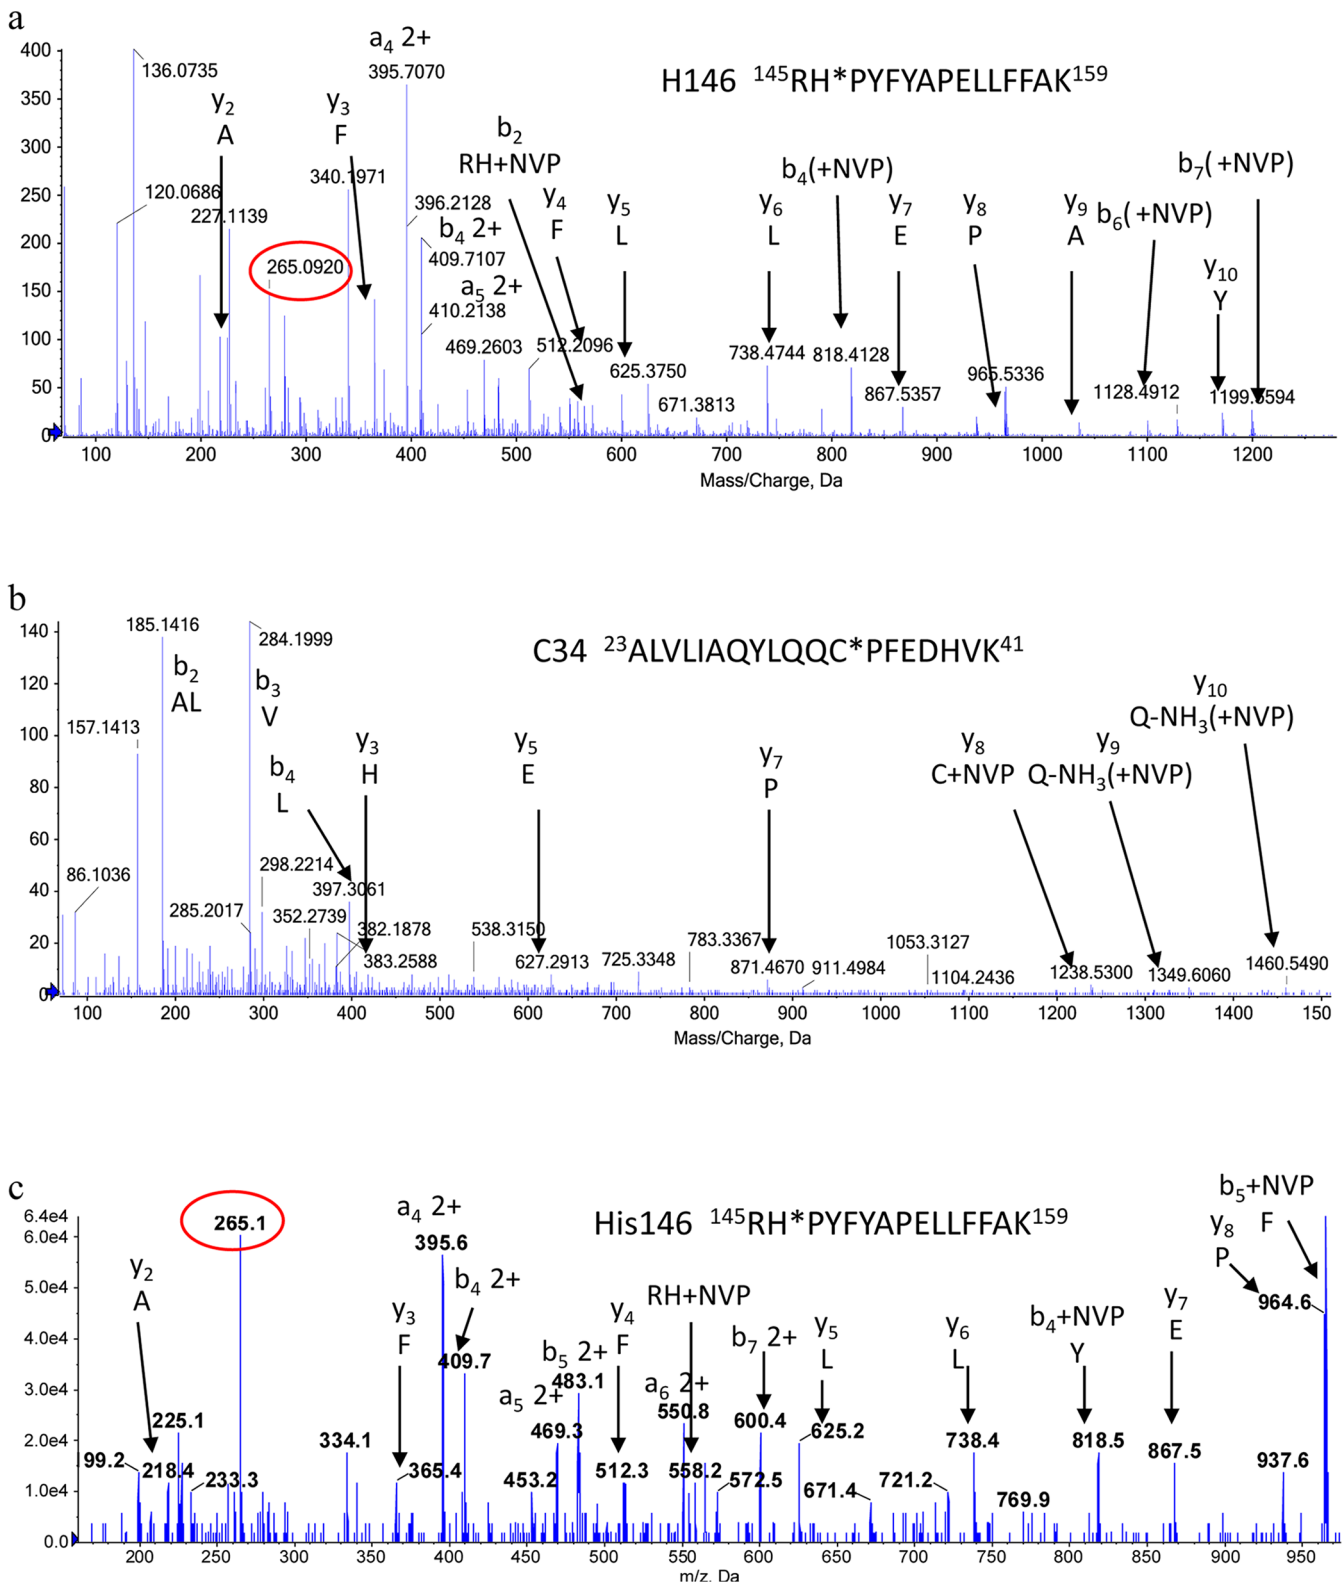 a
H146 ¹⁴⁵RH*PYFYAPELLFFAK¹⁵⁹
400
350
300
250
200
150
100
50
0
136.0735
120.0686
y₂
A
227.1139
265.0920
y₃
F
340.1971
a₄ 2+
395.7070
396.2128
b₄ 2+
409.7107
410.2138
a₅ 2+
469.2603
b₂
RH+NVP
y₄
F
512.2096
y₅
L
625.3750
671.3813
y₆
L
738.4744
b₄(+NVP)
818.4128
y₇
E
867.5357
y₈
P
965.5336
y₉
A
b₆( +NVP)
1128.4912
y₁₀
Y
b₇( +NVP)
1199.5594
100 200 300 400 500 600 700 800 900 1000 1100 1200
Mass/Charge, Da
b
C34 ²³ALVLIAQYLQQC*PFEDHVK⁴¹
140
120
100
80
60
40
20
0
86.1036
157.1413
185.1416
b₂
AL
284.1999
b₃
V
285.2017
298.2214
352.2739
b₄
L
397.3061
382.1878
383.2588
y₃
H
538.3150
y₅
E
627.2913
725.3348
783.3367
y₇
P
871.4670
911.4984
1053.3127
1104.2436
y₈
C+NVP
1238.5300
y₉
Q-NH₃(+NVP)
1349.6060
y₁₀
Q-NH₃(+NVP)
1460.5490
100 200 300 400 500 600 700 800 900 1000 1100 1200 1300 1400 150
Mass/Charge, Da
c
His146 ¹⁴⁵RH*PYFYAPELLFFAK¹⁵⁹
6.4e4
6.0e4
5.0e4
4.0e4
3.0e4
2.0e4
1.0e4
0.0
99.2
y₂
A
218.4
225.1
233.3
265.1
334.1
y₃
F
365.4
a₄ 2+
395.6
b₄ 2+
409.7
453.2
a₅ 2+
469.3
b₅ 2+
483.1
y₄
F
512.3
a₆ 2+
550.8
RH+NVP
558.2
572.5
b₇ 2+
600.4
y₅
L
625.2
671.4
721.2
y₆
L
738.4
769.9
b₄+NVP
Y
818.5
y₇
E
867.5
937.6
y₈
P
964.6
b₅+NVP
F
200 250 300 350 400 450 500 550 600 650 700 750 800 850 900 950
m/z, Da